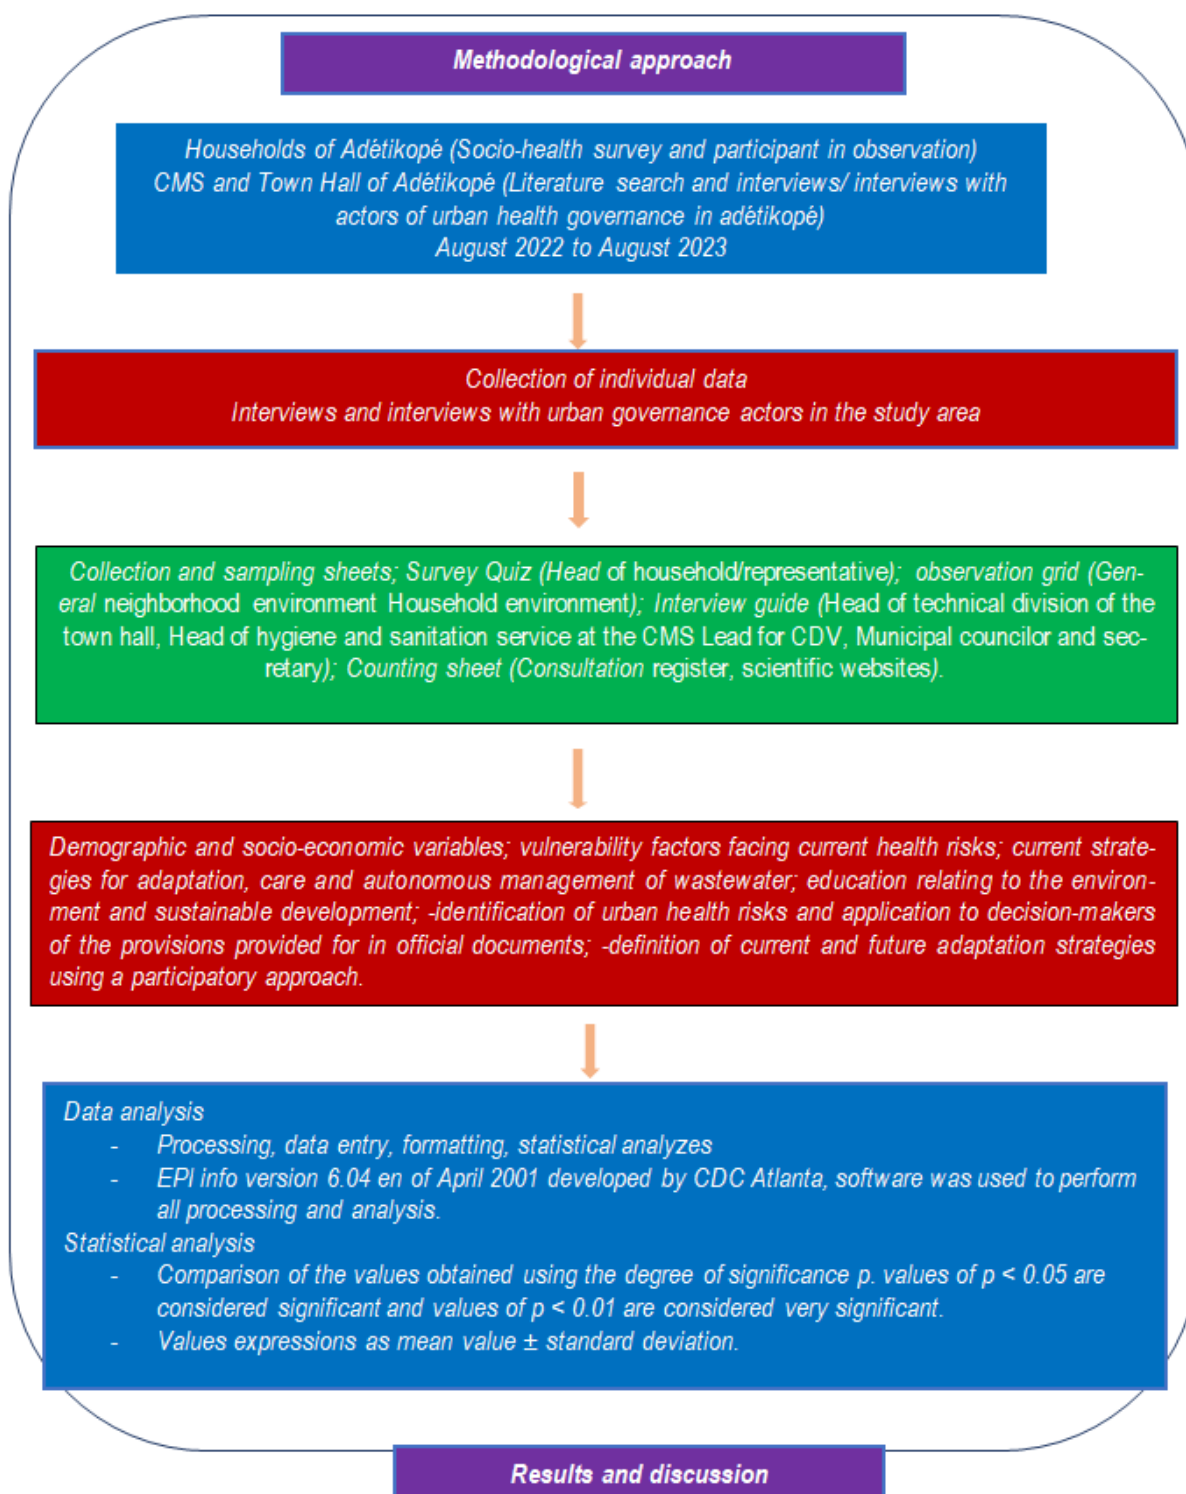 Methodological approach
Households of Adétikopé (Socio-health survey and participant in observation)
CMS and Town Hall of Adétikopé (Literature search and interviews/ interviews with
actors of urban health governance in adétikopé)
August 2022 to August 2023
Collection of individual data
Interviews and interviews with urban governance actors in the study area
Collection and sampling sheets; Survey Quiz (Head of household/representative); observation grid (Gen-
eral neighborhood environment Household environment); Interview guide (Head of technical division of the
town hall, Head of hygiene and sanitation service at the CMS Lead for CDV, Municipal councilor and sec-
retary); Counting sheet (Consultation register, scientific websites).
Demographic and socio-economic variables; vulnerability factors facing current health risks; current strate-
gies for adaptation, care and autonomous management of wastewater; education relating to the environ-
ment and sustainable development; -identification of urban health risks and application to decision-makers
of the provisions provided for in official documents; -definition of current and future adaptation strategies
using a participatory approach.
Data analysis
- Processing, data entry, formatting, statistical analyzes
- EPI info version 6.04 en of April 2001 developed by CDC Atlanta, software was used to perform
all processing and analysis.
Statistical analysis
- Comparison of the values obtained using the degree of significance p. values of p < 0.05 are
considered significant and values of p < 0.01 are considered very significant.
- Values expressions as mean value ± standard deviation.
Results and discussion